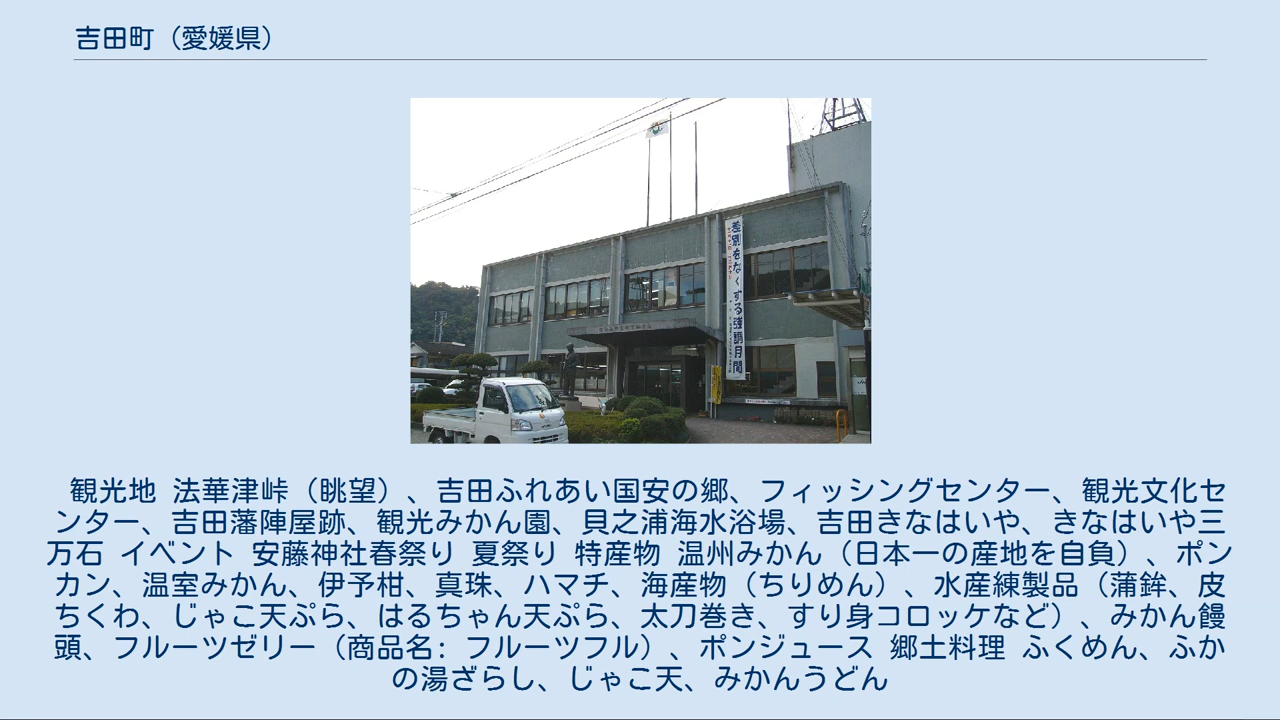 吉田町（愛媛県）
差別をなくする強調月間
観光地 法華津峠（眺望）、吉田ふれあい国安の郷、フィッシングセンター、観光文化セ
ンター、吉田藩陣屋跡、観光みかん園、貝之浦海水浴場、吉田きなはいや、きなはいや三
万石 イベント 安藤神社春祭り 夏祭り 特産物 温州みかん（日本一の産地を自負）、ポン
カン、温室みかん、伊予柑、真珠、ハマチ、海産物（ちりめん）、水産練製品（蒲鉾、皮
ちくわ、じゃこ天ぷら、はるちゃん天ぷら、太刀巻き、すり身コロッケなど）、みかん饅
頭、フルーツゼリー（商品名: フルーツフル）、ポンジュース 郷土料理 ふくめん、ふか
の湯ざらし、じゃこ天、みかんうどん